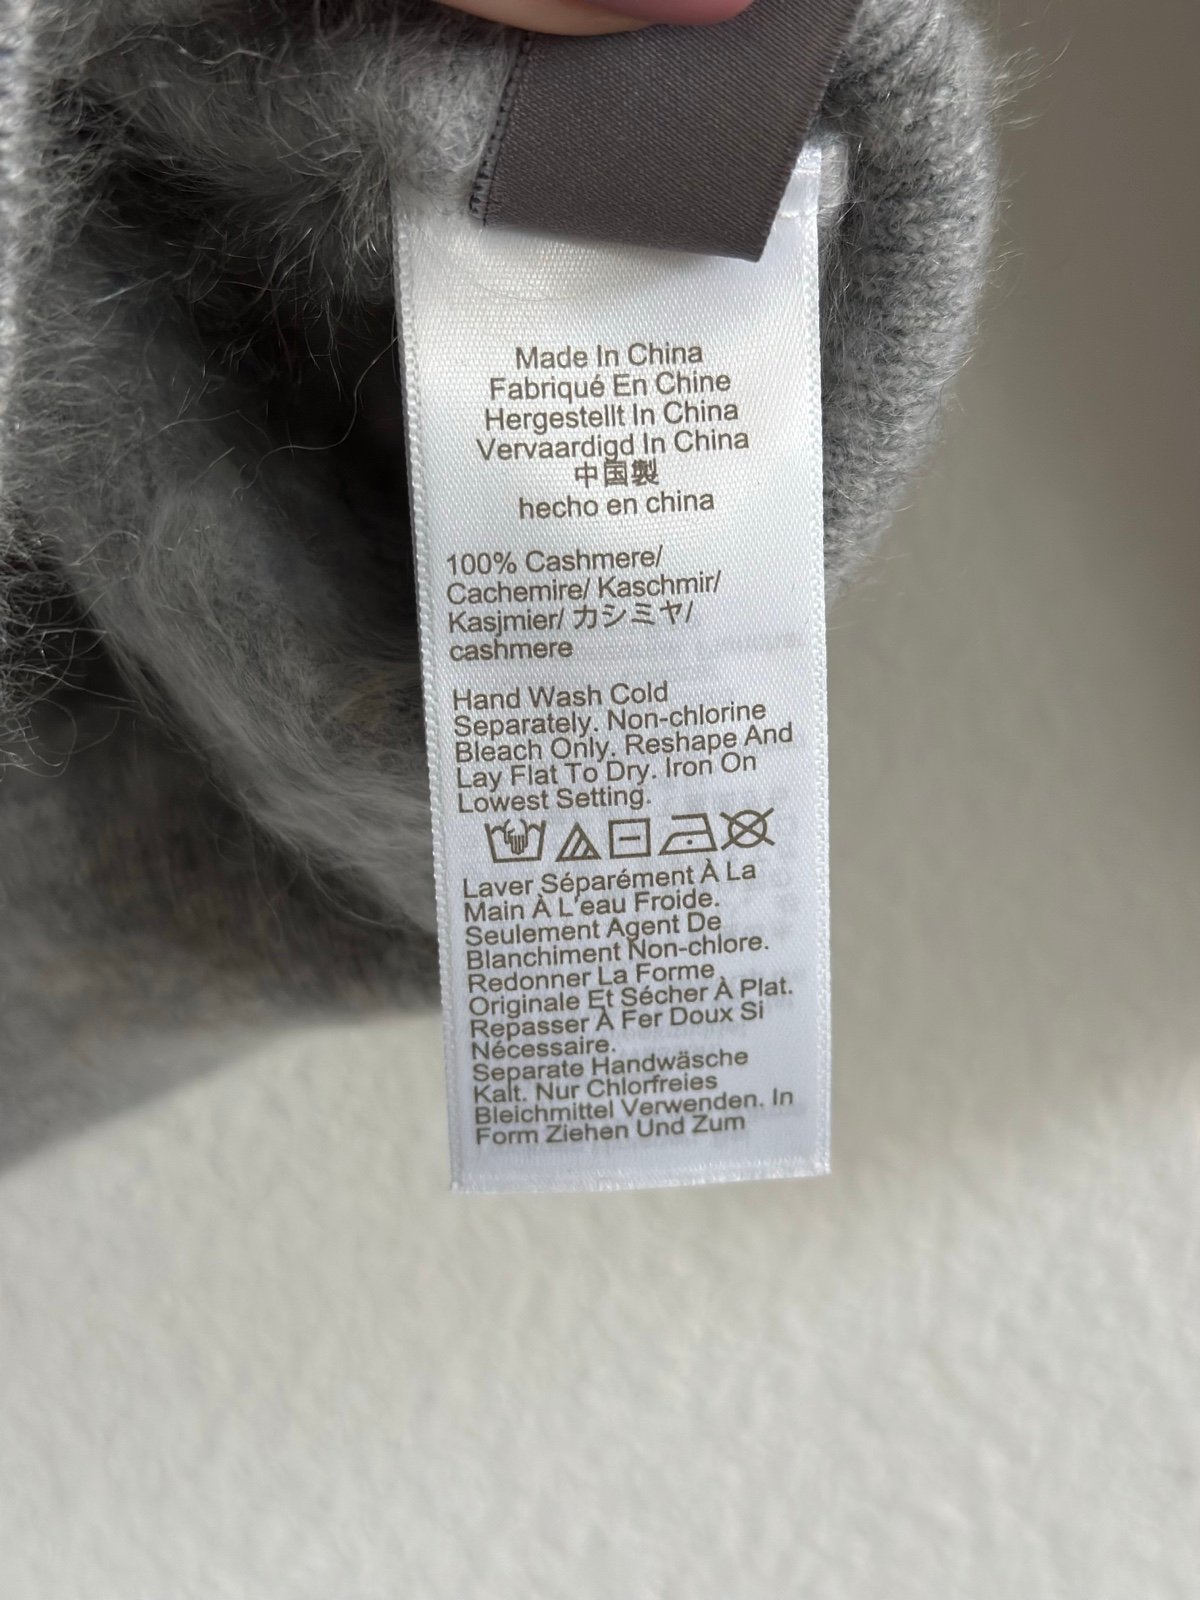 Made In China
Fabriqué En Chine
Hergestellt In China
Vervaardigd In China
中国製
hecho en china
100% Cashmere/
Cachemire/ Kaschmir/
Kasjmier/ カシミヤ/
cashmere
Hand Wash Cold
Separately. Non-chlorine
Bleach Only. Reshape And
Lay Flat To Dry. Iron On
Lowest Setting.
Laver Séparément À La
Main À L'eau Froide.
Seulement Agent De
Blanchiment Non-chlore.
Redonner La Forme
Originale Et Sécher À Plat.
Repasser À Fer Doux Si
Nécessaire.
Separate Handwäsche
Kalt. Nur Chlorfreies
Bleichmittel Verwenden. In
Form Ziehen Und Zum